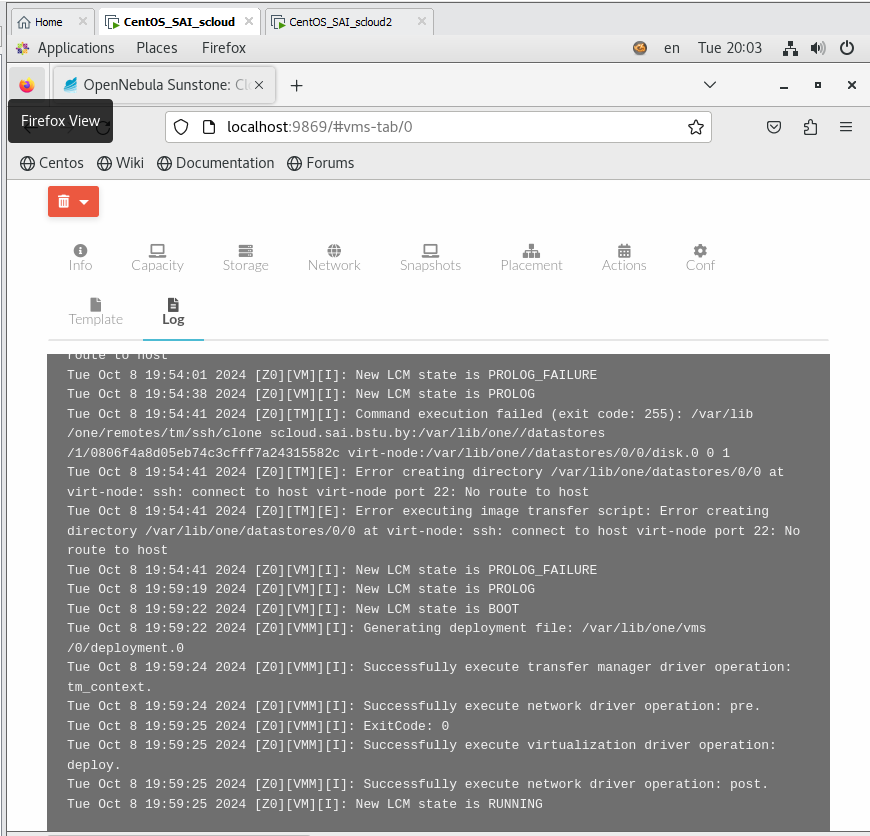 Home
CentOS_SAI_scloud
CentOS_SAI_scloud2
Applications Places Firefox en Tue 20:03
OpenNebula Sunstone: Cl
Firefox View
localhost:9869/#vms-tab/0
Centos Wiki Documentation Forums
Info Capacity Storage Network Snapshots Placement Actions Conf
Template Log
route to host
Tue Oct 8 19:54:01 2024 [Z0][VM][I]: New LCM state is PROLOG_FAILURE
Tue Oct 8 19:54:38 2024 [Z0][VM][I]: New LCM state is PROLOG
Tue Oct 8 19:54:41 2024 [Z0][TM][I]: Command execution failed (exit code: 255): /var/lib
/one/remotes/tm/ssh/clone scloud.sai.bstu.by:/var/lib/one//datastores
/1/0806f4a8d05eb74c3cfff7a24315582c virt-node:/var/lib/one//datastores/0/0/disk.0 0 1
Tue Oct 8 19:54:41 2024 [Z0][TM][E]: Error creating directory /var/lib/one/datastores/0/0 at
virt-node: ssh: connect to host virt-node port 22: No route to host
Tue Oct 8 19:54:41 2024 [Z0][TM][E]: Error executing image transfer script: Error creating
directory /var/lib/one/datastores/0/0 at virt-node: ssh: connect to host virt-node port 22: No
route to host
Tue Oct 8 19:54:41 2024 [Z0][VM][I]: New LCM state is PROLOG_FAILURE
Tue Oct 8 19:59:19 2024 [Z0][VM][I]: New LCM state is PROLOG
Tue Oct 8 19:59:22 2024 [Z0][VM][I]: New LCM state is BOOT
Tue Oct 8 19:59:22 2024 [Z0][VMM][I]: Generating deployment file: /var/lib/one/vms
/0/deployment.0
Tue Oct 8 19:59:24 2024 [Z0][VMM][I]: Successfully execute transfer manager driver operation:
tm_context.
Tue Oct 8 19:59:24 2024 [Z0][VMM][I]: Successfully execute network driver operation: pre.
Tue Oct 8 19:59:25 2024 [Z0][VMM][I]: ExitCode: 0
Tue Oct 8 19:59:25 2024 [Z0][VMM][I]: Successfully execute virtualization driver operation:
deploy.
Tue Oct 8 19:59:25 2024 [Z0][VMM][I]: Successfully execute network driver operation: post.
Tue Oct 8 19:59:25 2024 [Z0][VM][I]: New LCM state is RUNNING